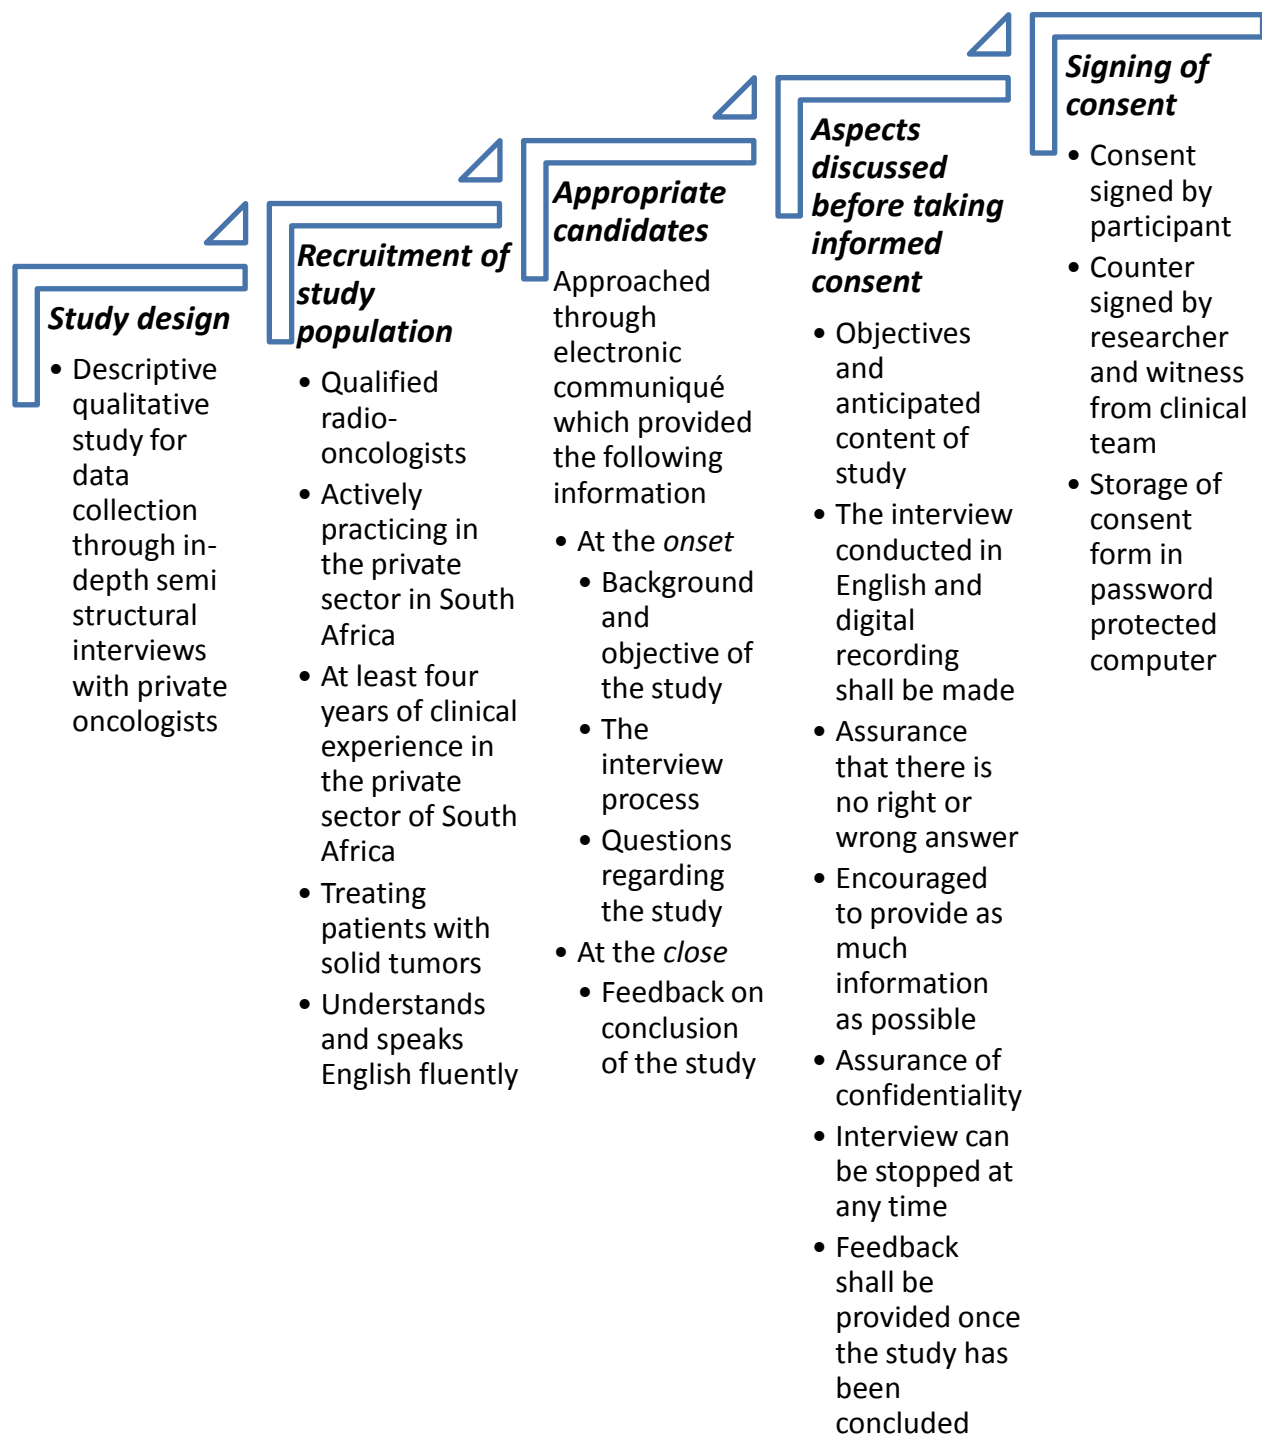 Study design
• Descriptive
qualitative
study for
data
collection
through in-
depth semi
structural
interviews
with private
oncologists
Recruitment of
study
population
• Qualified
radio-
oncologists
• Actively
practicing in
the private
sector in South
Africa
• At least four
years of clinical
experience in
the private
sector of South
Africa
• Treating
patients with
solid tumors
• Understands
and speaks
English fluently
Appropriate
candidates
Approached
through
electronic
communiqué
which provided
the following
information
• At the onset
• Background
and
objective of
the study
• The
interview
process
• Questions
regarding
the study
• At the close
• Feedback on
conclusion
of the study
Aspects
discussed
before taking
informed
consent
• Objectives
and
anticipated
content of
study
• The interview
conducted in
English and
digital
recording
shall be made
• Assurance
that there is
no right or
wrong answer
• Encouraged
to provide as
much
information
as possible
• Assurance of
confidentiality
• Interview can
be stopped at
any time
• Feedback
shall be
provided once
the study has
been
concluded
Signing of
consent
• Consent
signed by
participant
• Counter
signed by
researcher
and witness
from clinical
team
• Storage of
consent
form in
password
protected
computer